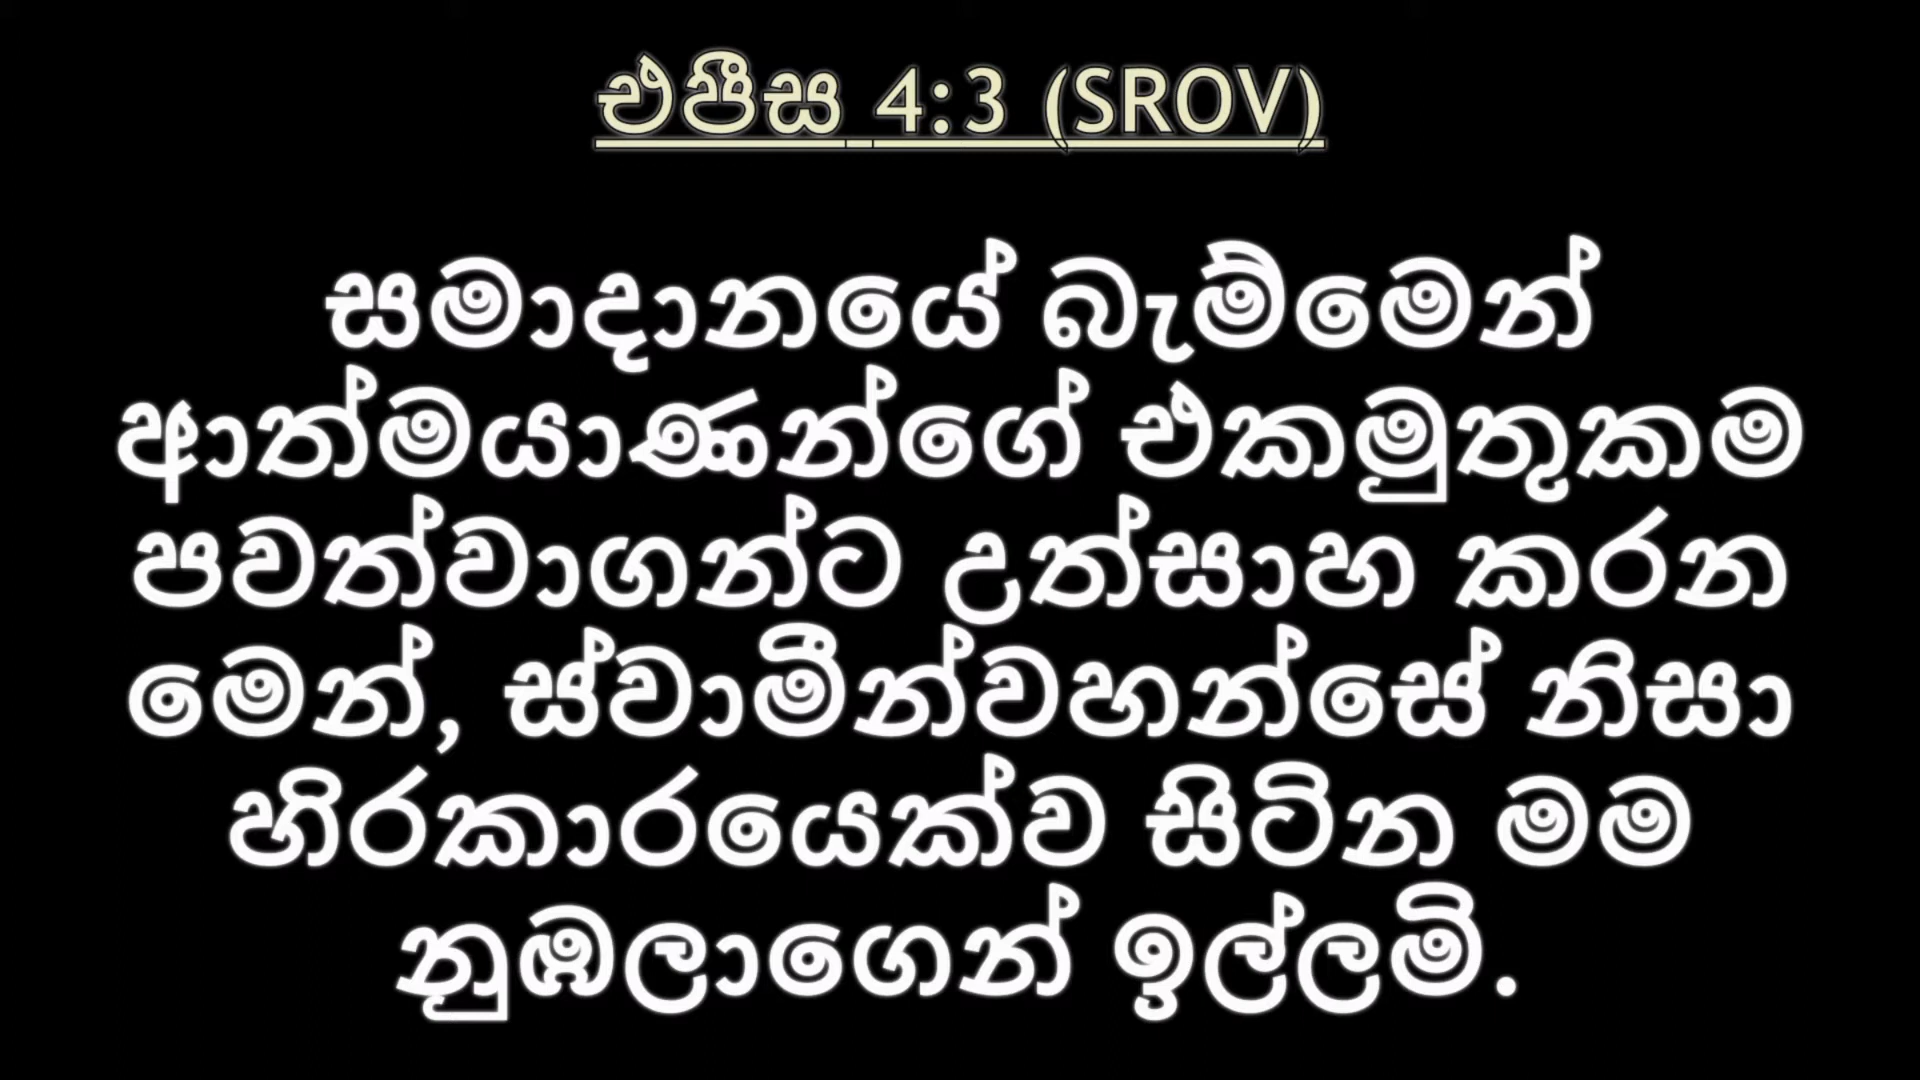 එපීස 4:3 (SROV)
සමාදානයේ බැම්මෙන්
ආත්මයාණන්ගේ එකමුතුකම
පවත්වාගන්ට උත්සාහ කරන
මෙන්, ස්වාමීන්වහන්සේ නිසා
හිරකාරයෙක්ව සිටින මම
නුඹලාගෙන් ඉල්ලමි.